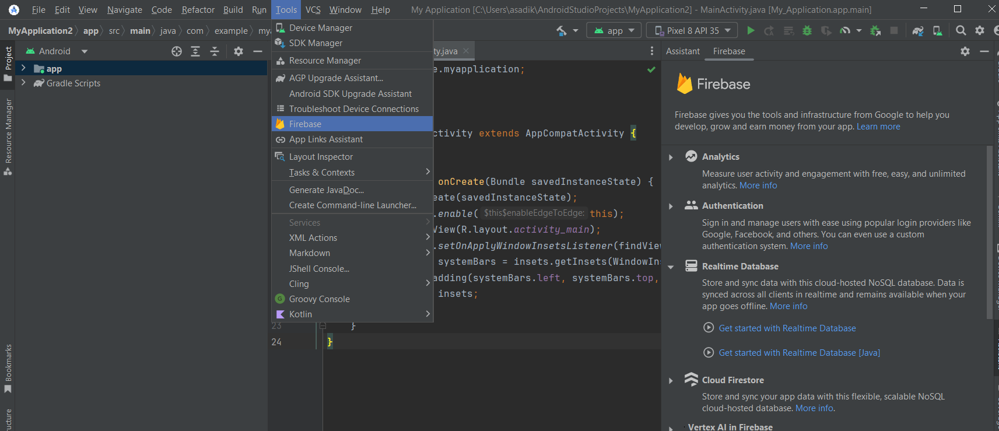 File Edit View Navigate Code Refactor Build Run Tools VCS Window Help My Application [C:\Users\asadik\AndroidStudioProjects\MyApplication2] - MainActivity.java [My_Application.app.main]
MyApplication2 app src main java com example app Pixel 8 API 35
Project
Resource Manager
Bookmarks
Android
app
Gradle Scripts
Device Manager
SDK Manager
Resource Manager
AGP Upgrade Assistant...
Android SDK Upgrade Assistant
Troubleshoot Device Connections
Firebase
App Links Assistant
Layout Inspector
Tasks & Contexts
Generate JavaDoc...
Create Command-line Launcher...
Services
XML Actions
Markdown
JShell Console...
Cling
G Groovy Console
Kotlin
ty.java
e.myapplication;
ctivity extends AppCompatActivity {
onCreate(Bundle savedInstanceState) {
eate(savedInstanceState);
.enable( $this$enableEdgeToEdge: this);
View(R.layout.activity_main);
.setOnApplyWindowInsetsListener(findView
systemBars = insets.getInsets(WindowIn
adding(systemBars.left, systemBars.top,
insets;
23 }
24 }
Assistant Firebase
Firebase
Firebase gives you the tools and infrastructure from Google to help you
develop, grow and earn money from your app. Learn more
Analytics
Measure user activity and engagement with free, easy, and unlimited
analytics. More info
Authentication
Sign in and manage users with ease using popular login providers like
Google, Facebook, and others. You can even use a custom
authentication system. More info
Realtime Database
Store and sync data with this cloud-hosted NoSQL database. Data is
synced across all clients in realtime and remains available when your
app goes offline. More info
Get started with Realtime Database
Get started with Realtime Database [Java]
Cloud Firestore
Store and sync your app data with this flexible, scalable NoSQL
cloud-hosted database. More info.
Vertex AI in Firebase